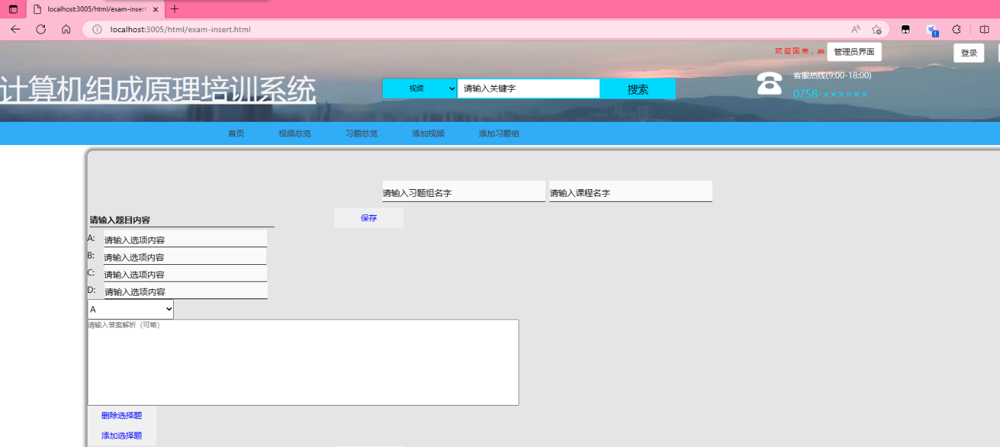 localhost:3005/html/exam-insert.
localhost:3005/html/exam-insert.html
欢迎回来，as 管理员界面 登录
计算机组成原理培训系统
视频 请输入关键字 搜索
客服热线(9:00-18:00)
0758-××××××
首页 视频总览 习题总览 添加视频 添加习题组
请输入习题组名字 请输入课程名字
请输入题目内容 保存
A: 请输入选项内容
B: 请输入选项内容
C: 请输入选项内容
D: 请输入选项内容
A
请输入答案解析（可略）
删除选择题
添加选择题